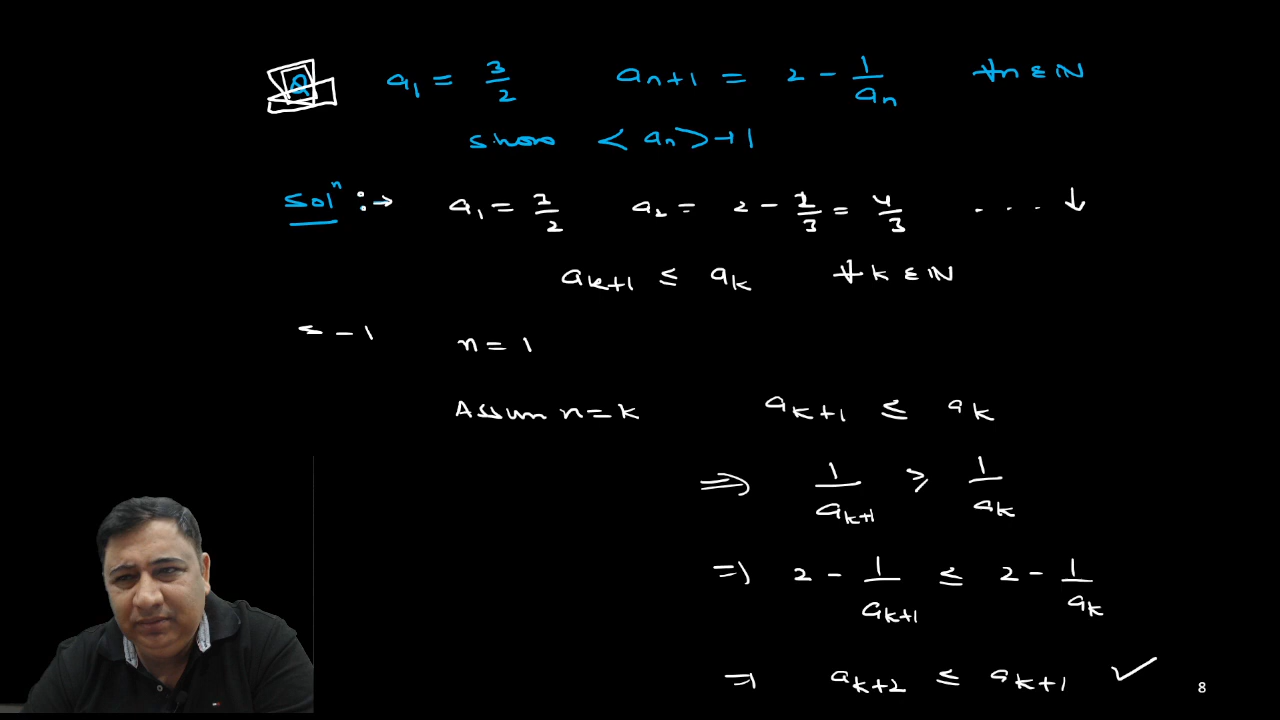 Q a₁ = 3/2 aₙ₊₁ = 2 - 1/aₙ ∀n ∈ ℕ
show < aₙ > → 1
Solⁿ :→ a₁ = 3/2 a₂ = 2 - 2/3 = 4/3 . . . ↓
aₖ₊₁ ≤ aₖ ∀ k ∈ ℕ
S - 1 n = 1
Assum n = k aₖ₊₁ ≤ aₖ
⇒ 1/aₖ₊₁ ≥ 1/aₖ
⇒ 2 - 1/aₖ₊₁ ≤ 2 - 1/aₖ
⇒ aₖ₊₂ ≤ aₖ₊₁ ✓
8